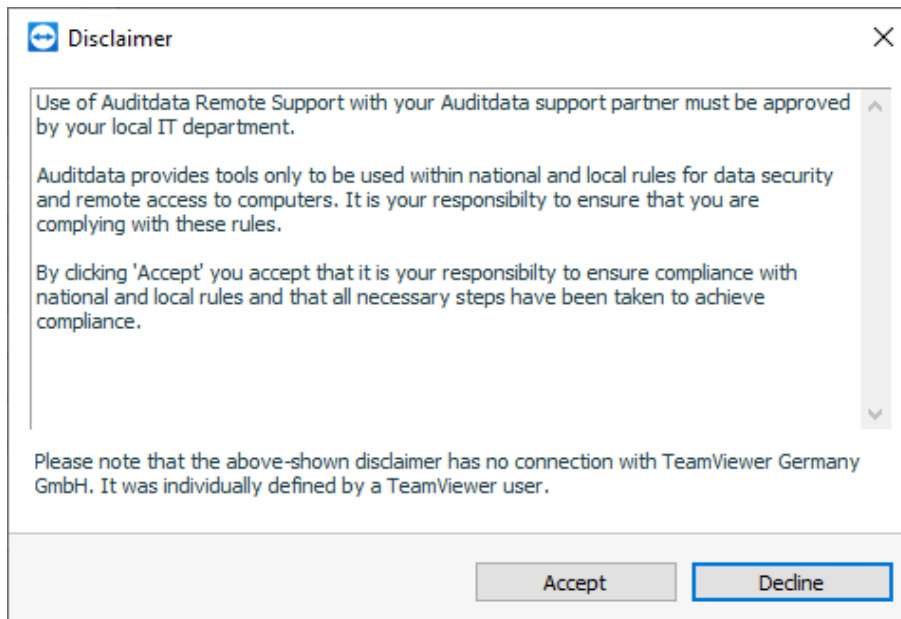 Disclaimer
Use of Auditdata Remote Support with your Auditdata support partner must be approved
by your local IT department.
Auditdata provides tools only to be used within national and local rules for data security
and remote access to computers. It is your responsibilty to ensure that you are
complying with these rules.
By clicking 'Accept' you accept that it is your responsibilty to ensure compliance with
national and local rules and that all necessary steps have been taken to achieve
compliance.
Please note that the above-shown disclaimer has no connection with TeamViewer Germany
GmbH. It was individually defined by a TeamViewer user.
Accept
Decline